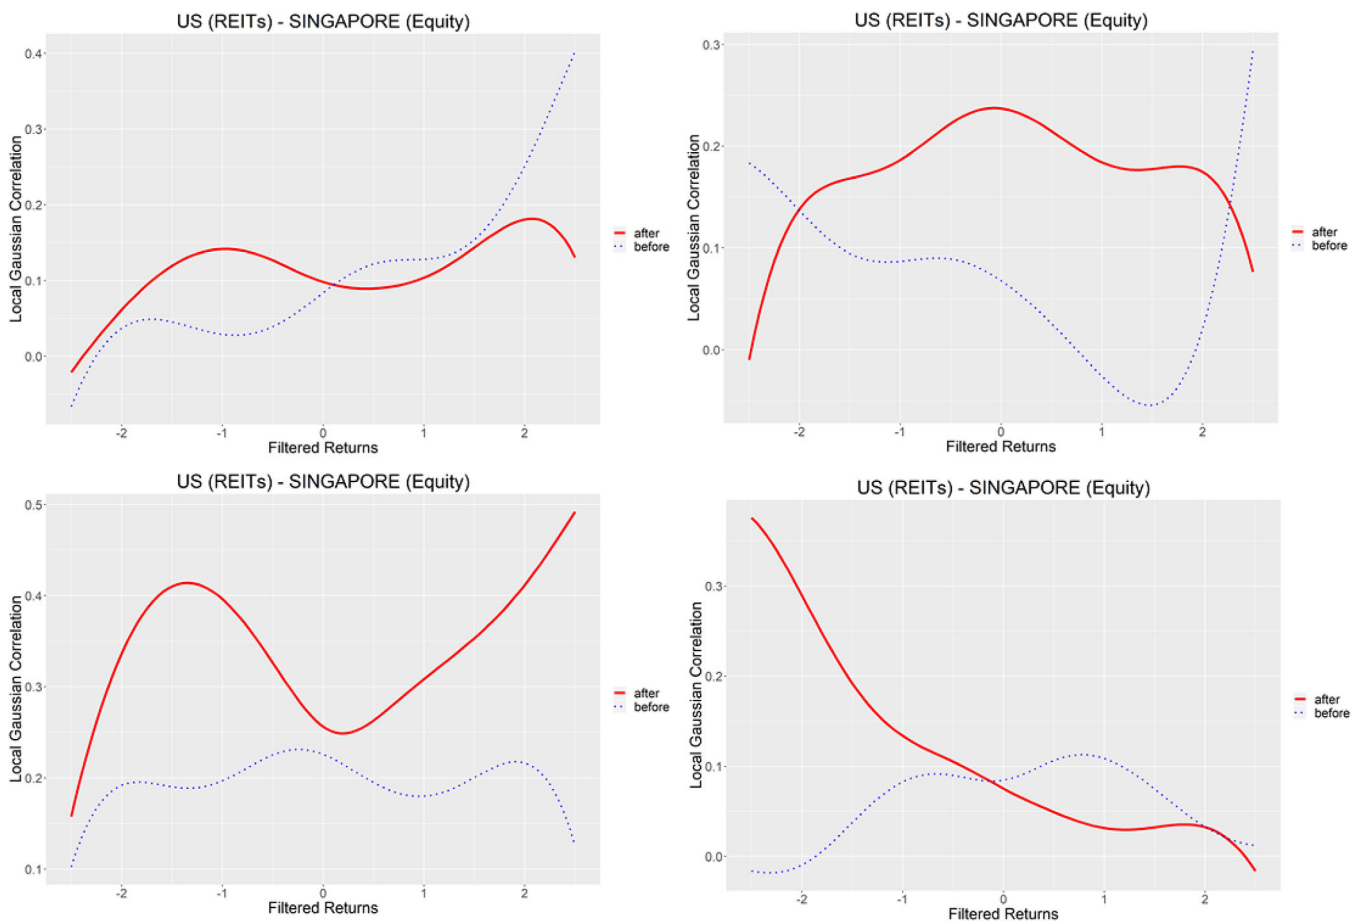 US (REITs) - SINGAPORE (Equity)
0.4
0.3
0.2
0.1
0.0
Local Gaussian Correlation
-2
-1
0
1
2
Filtered Returns
after
before
US (REITs) - SINGAPORE (Equity)
0.3
0.2
0.1
0.0
Local Gaussian Correlation
-2
-1
0
1
2
Filtered Returns
after
before
US (REITs) - SINGAPORE (Equity)
0.5
0.4
0.3
0.2
0.1
Local Gaussian Correlation
-2
-1
0
1
2
Filtered Returns
after
before
US (REITs) - SINGAPORE (Equity)
0.3
0.2
0.1
0.0
Local Gaussian Correlation
-2
-1
0
1
2
Filtered Returns
after
before